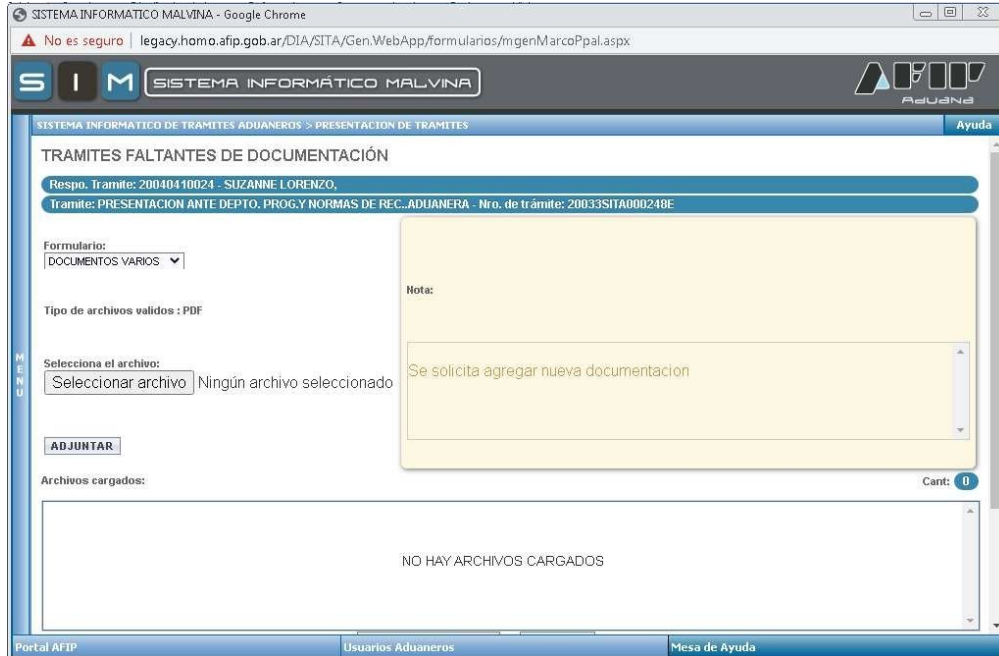 SISTEMA INFORMATICO MALVINA - Google Chrome
No es seguro | legacy.homo.afip.gob.ar/DIA/SITA/Gen.WebApp/formularios/mgenMarcoPpal.aspx
SIM SISTEMA INFORMÁTICO MALVINA
AFIP
Aduana
SISTEMA INFORMATICO DE TRAMITES ADUANEROS > PRESENTACION DE TRAMITES Ayuda
TRAMITES FALTANTES DE DOCUMENTACIÓN
Respo. Tramite: 20040410024 - SUZANNE LORENZO,
Tramite: PRESENTACION ANTE DEPTO. PROG.Y NORMAS DE REC..ADUANERA - Nro. de trámite: 20033SITA000248E
Formulario:
DOCUMENTOS VARIOS
Nota:
Tipo de archivos validos : PDF
MENU
Selecciona el archivo:
Seleccionar archivo Ningún archivo seleccionado
Se solicita agregar nueva documentacion
ADJUNTAR
Archivos cargados: Cant: 0
NO HAY ARCHIVOS CARGADOS
Portal AFIP Usuarios Aduaneros Mesa de Ayuda